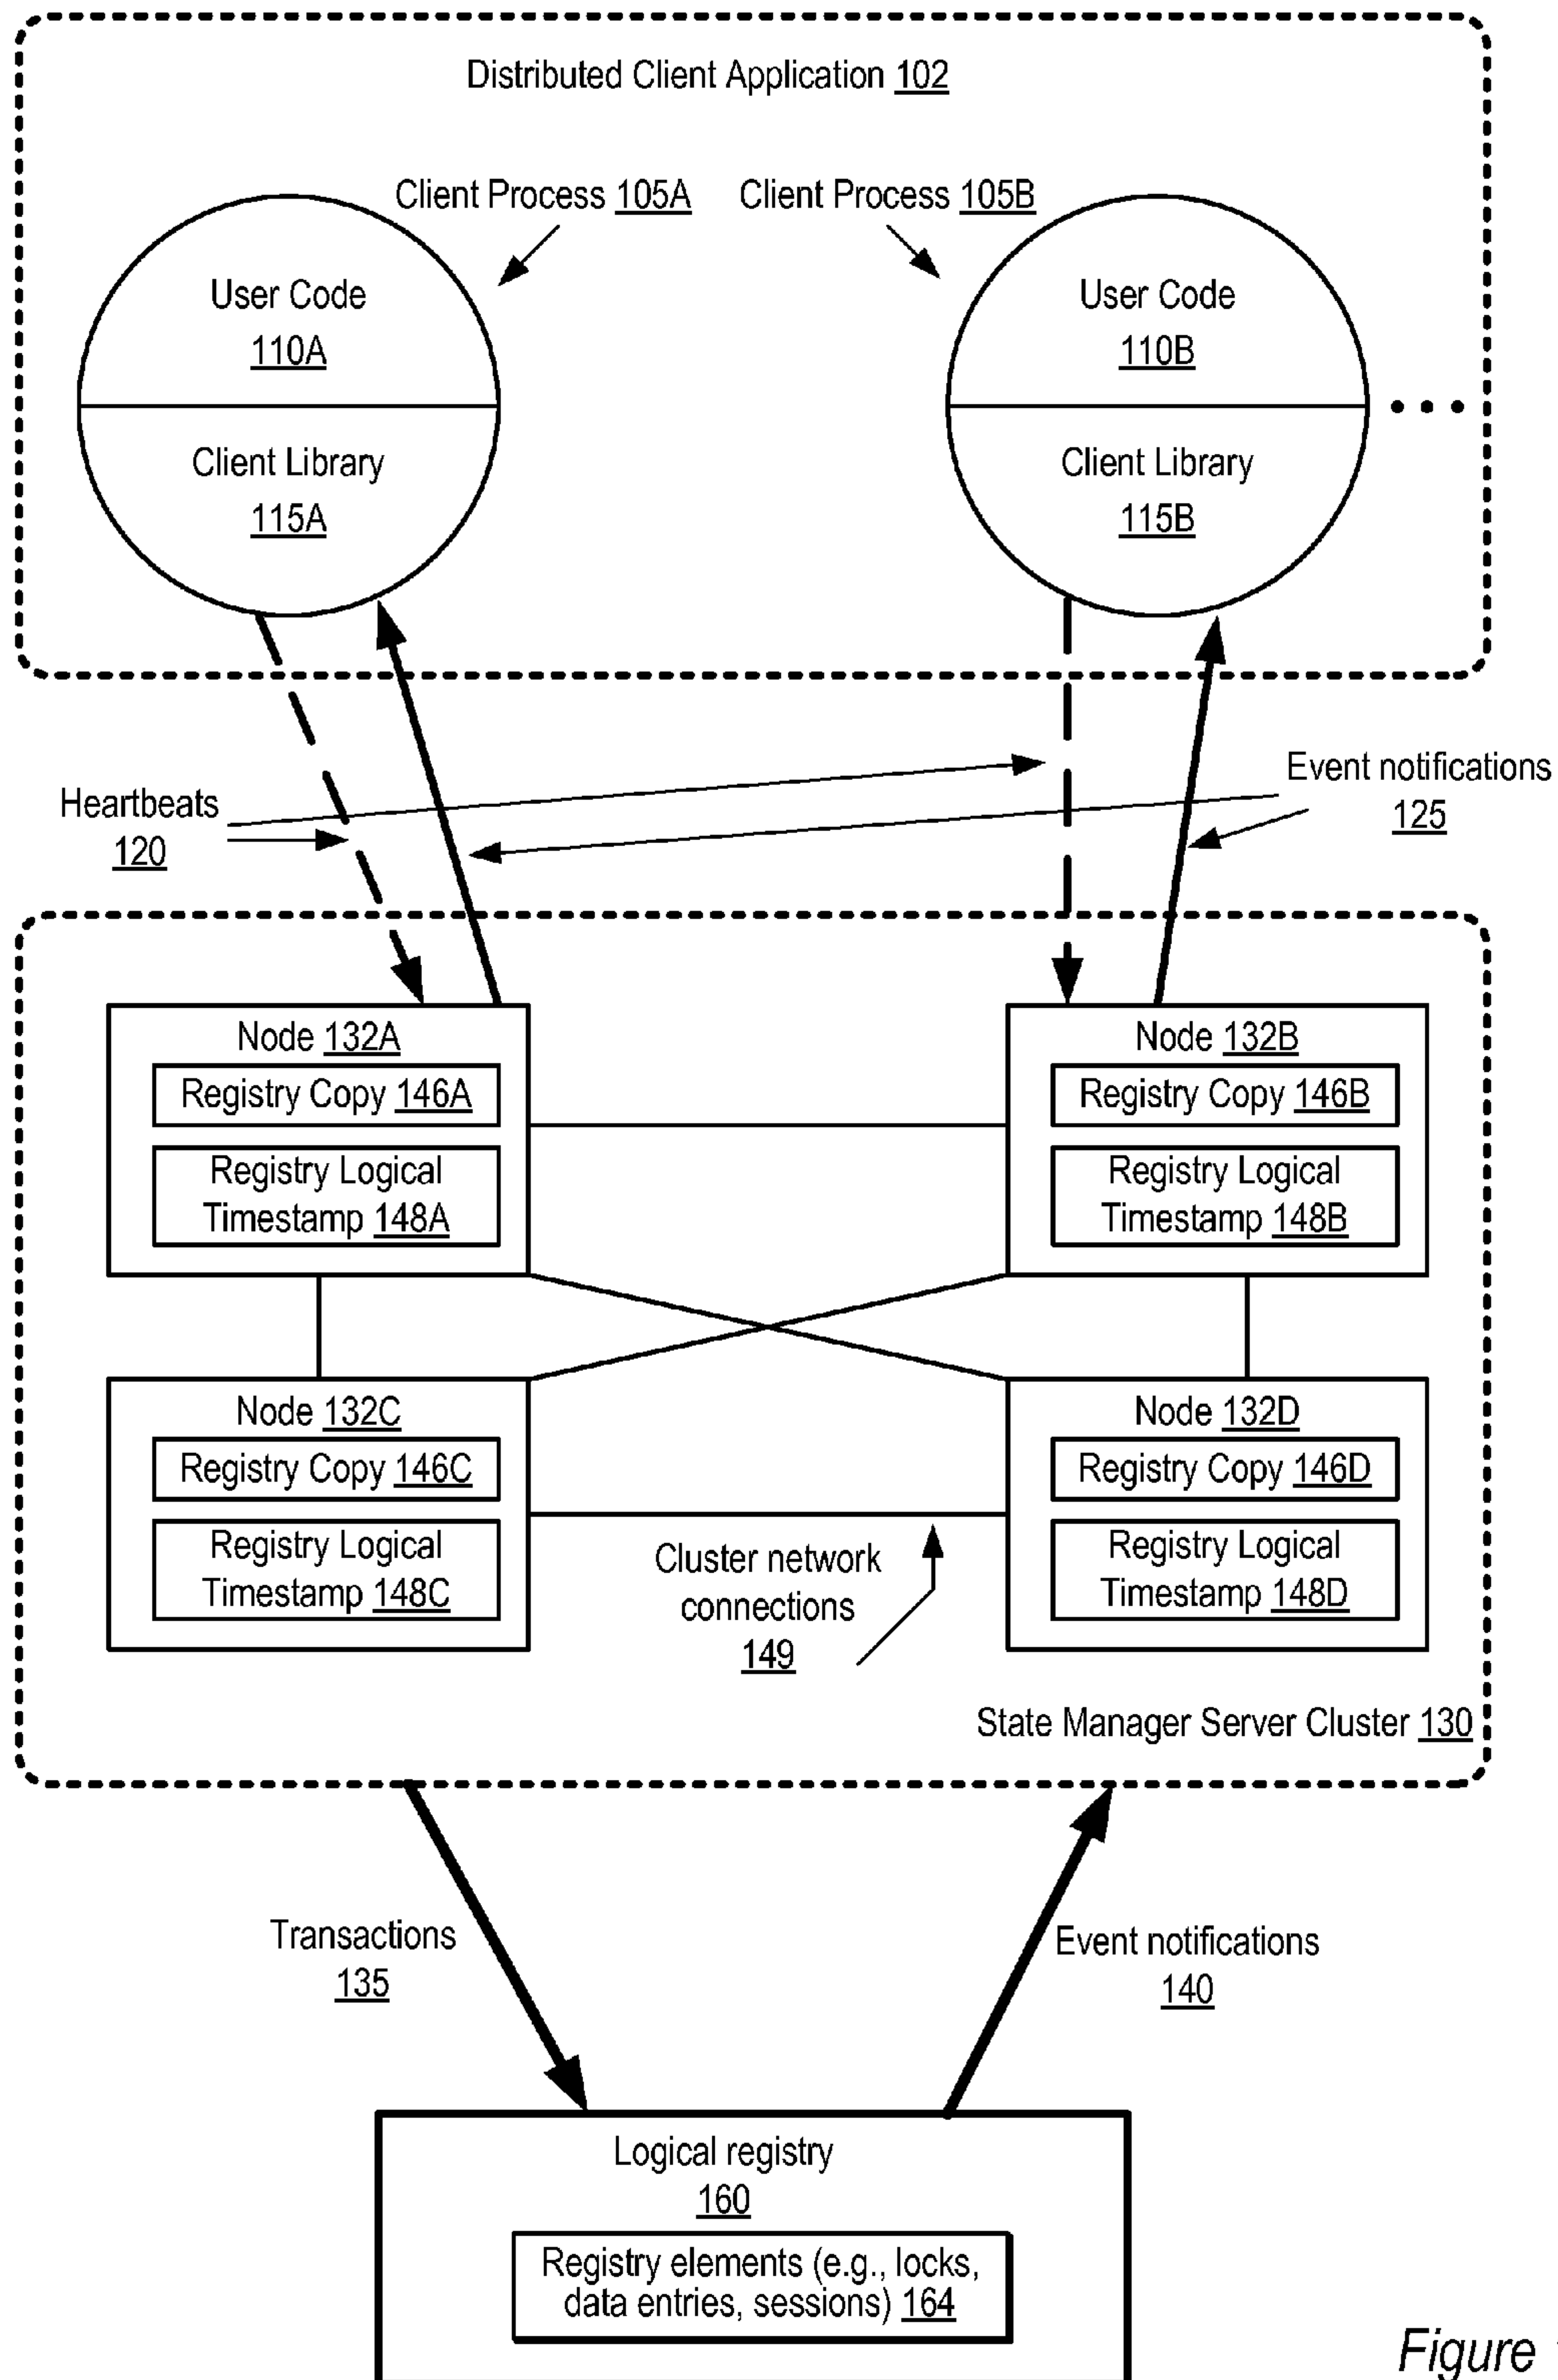 Distributed Client Application 102
Client Process 105A
Client Process 105B
User Code
110A
Client Library
115A
User Code
110B
Client Library
115B
Heartbeats
120
Event notifications
125
Node 132A
Registry Copy 146A
Registry Logical
Timestamp 148A
Node 132B
Registry Copy 146B
Registry Logical
Timestamp 148B
Node 132C
Registry Copy 146C
Registry Logical
Timestamp 148C
Node 132D
Registry Copy 146D
Registry Logical
Timestamp 148D
Cluster network
connections
149
State Manager Server Cluster 130
Transactions
135
Event notifications
140
Logical registry
160
Registry elements (e.g., locks,
data entries, sessions) 164
Figure